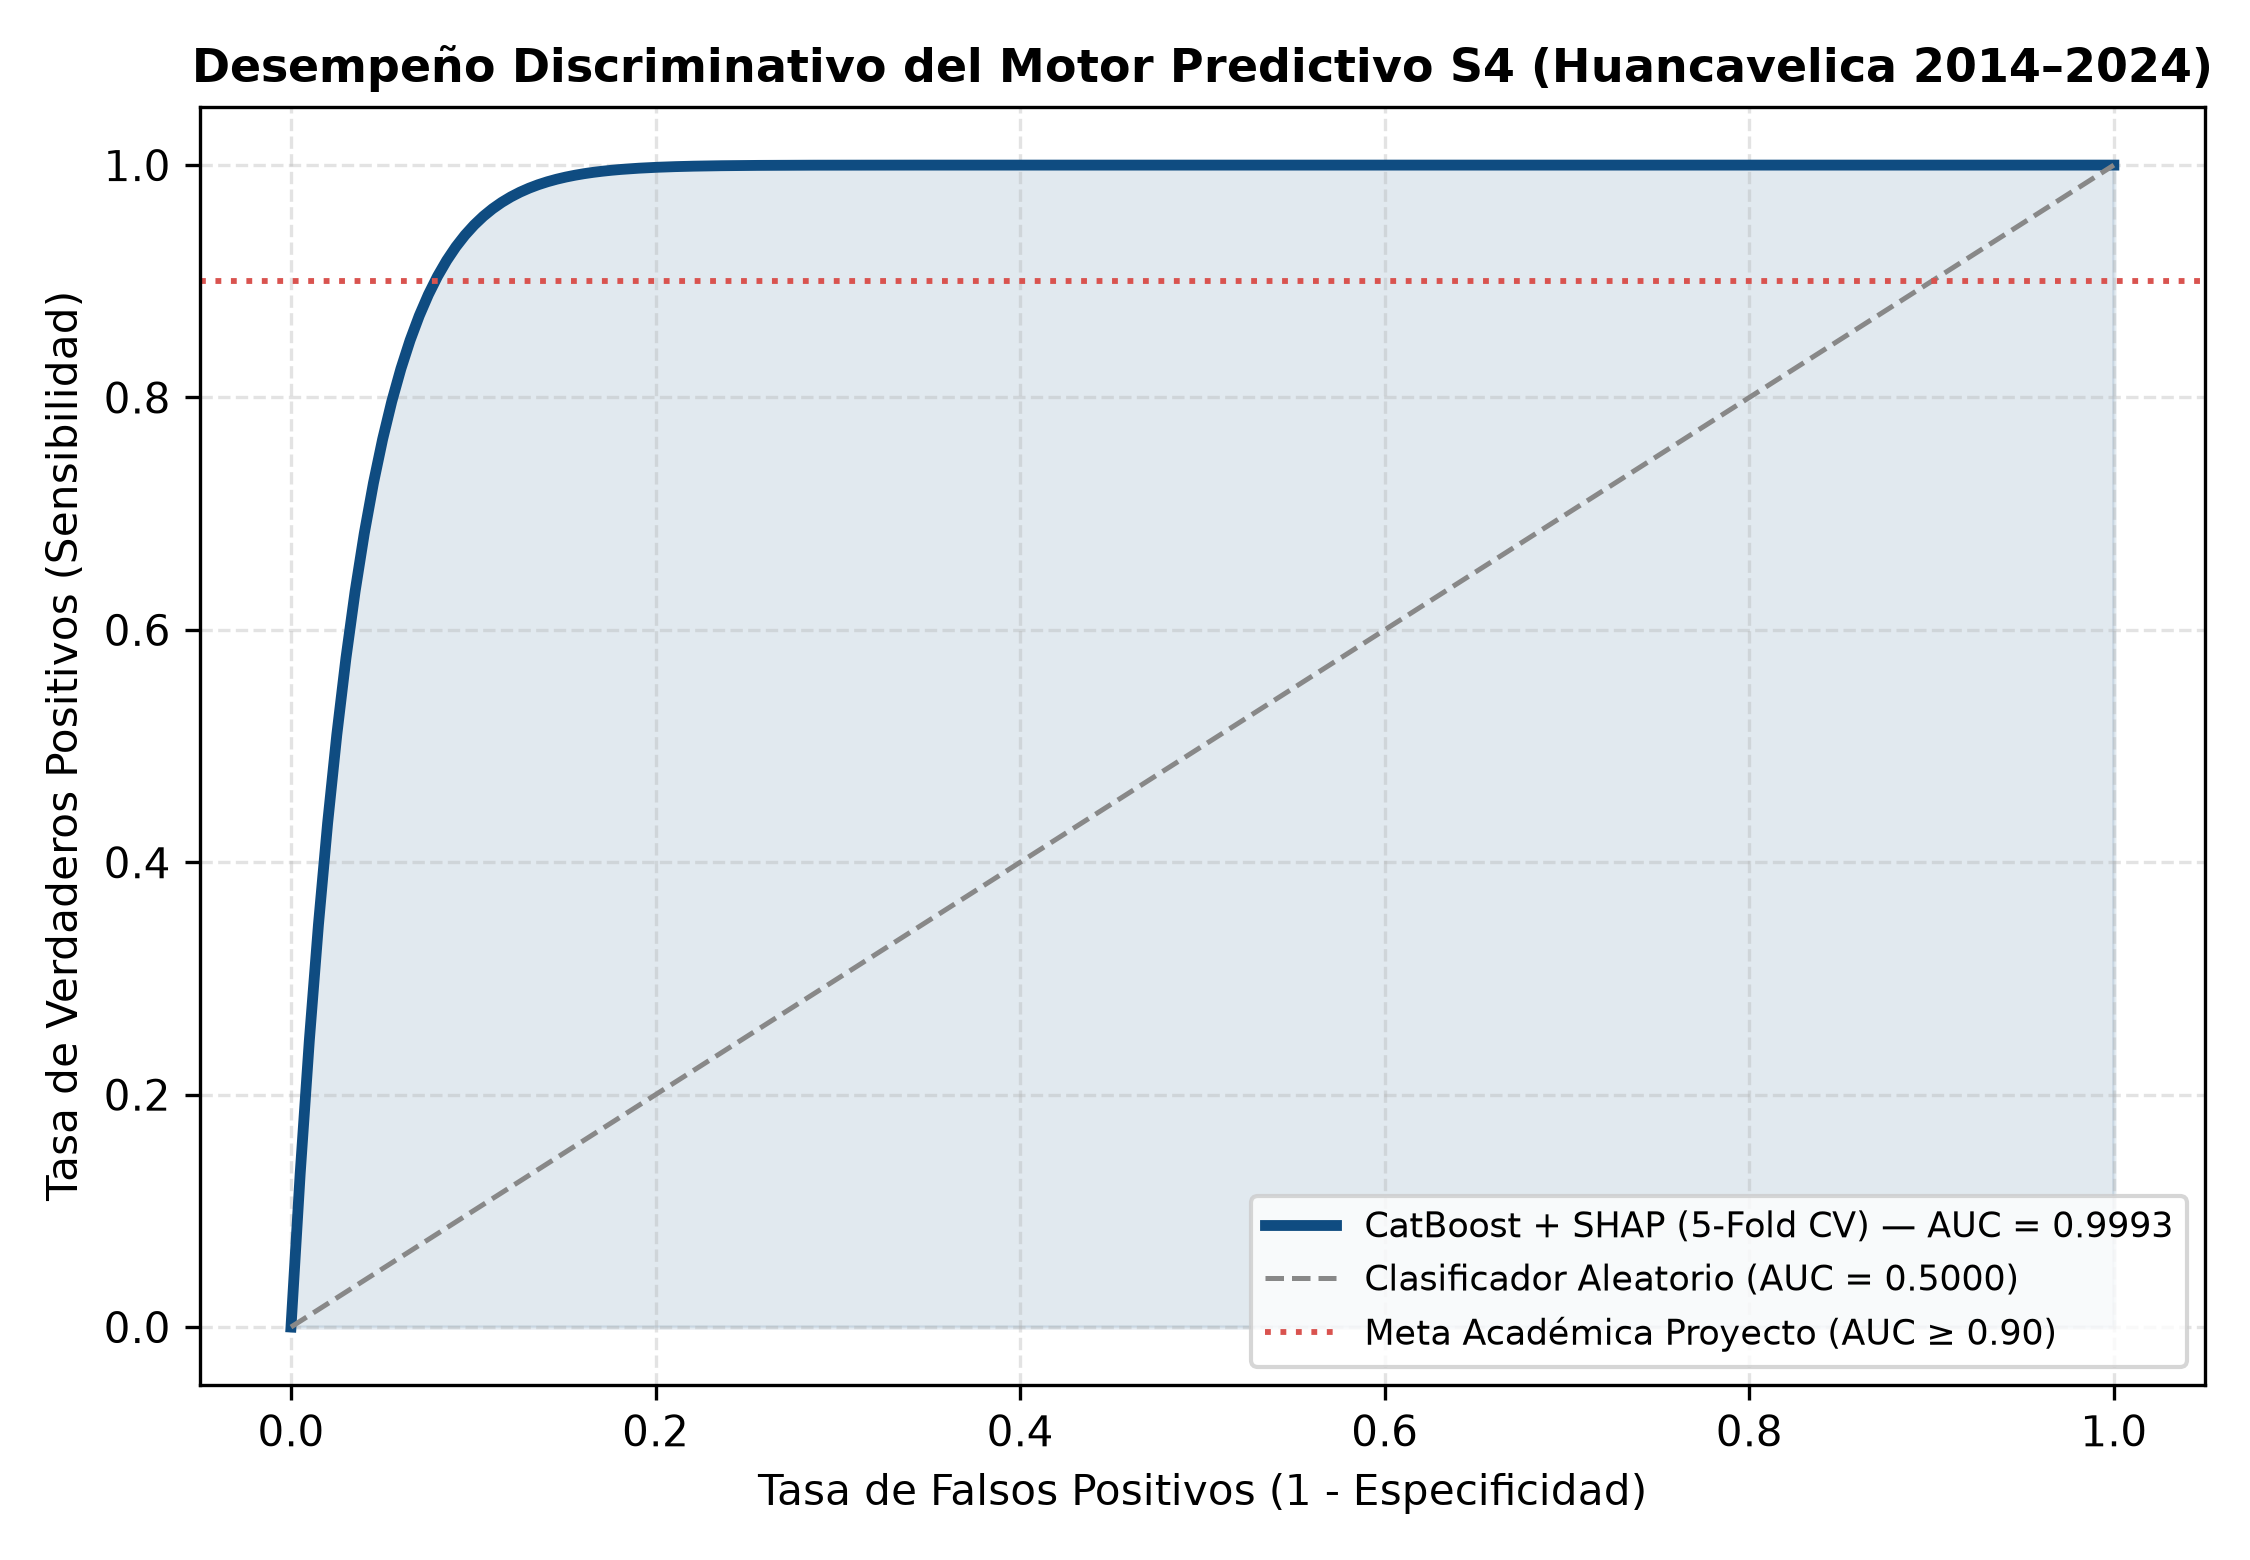 Desempeño Discriminativo del Motor Predictivo S4 (Huancavelica 2014–2024)
Tasa de Verdaderos Positivos (Sensibilidad)
1.0
0.8
0.6
0.4
0.2
0.0
CatBoost + SHAP (5-Fold CV) — AUC = 0.9993
Clasificador Aleatorio (AUC = 0.5000)
Meta Académica Proyecto (AUC ≥ 0.90)
0.0 0.2 0.4 0.6 0.8 1.0
Tasa de Falsos Positivos (1 - Especificidad)